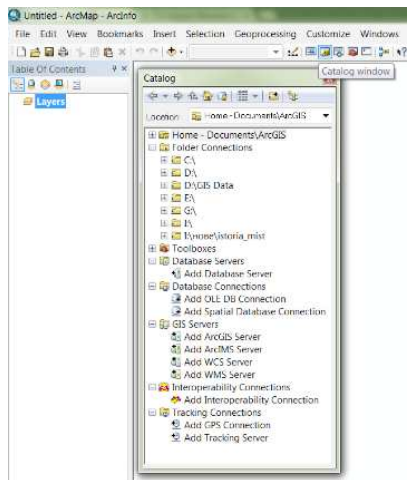 Untitled - ArcMap - ArcInfo
File Edit View Bookmarks Insert Selection Geoprocessing Customize Windows
Table Of Contents
Catalog
Catalog window
Layers
Location: Home - Documents\ArcGIS
Home - Documents\ArcGIS
Folder Connections
C:\
D:\
D:\GIS Data
E:\
G:\
I:\
I:\нове\istoria_mist
Toolboxes
Database Servers
Add Database Server
Database Connections
Add OLE DB Connection
Add Spatial Database Connection
GIS Servers
Add ArcGIS Server
Add ArcIMS Server
Add WCS Server
Add WMS Server
Interoperability Connections
Add Interoperability Connection
Tracking Connections
Add GPS Connection
Add Tracking Server